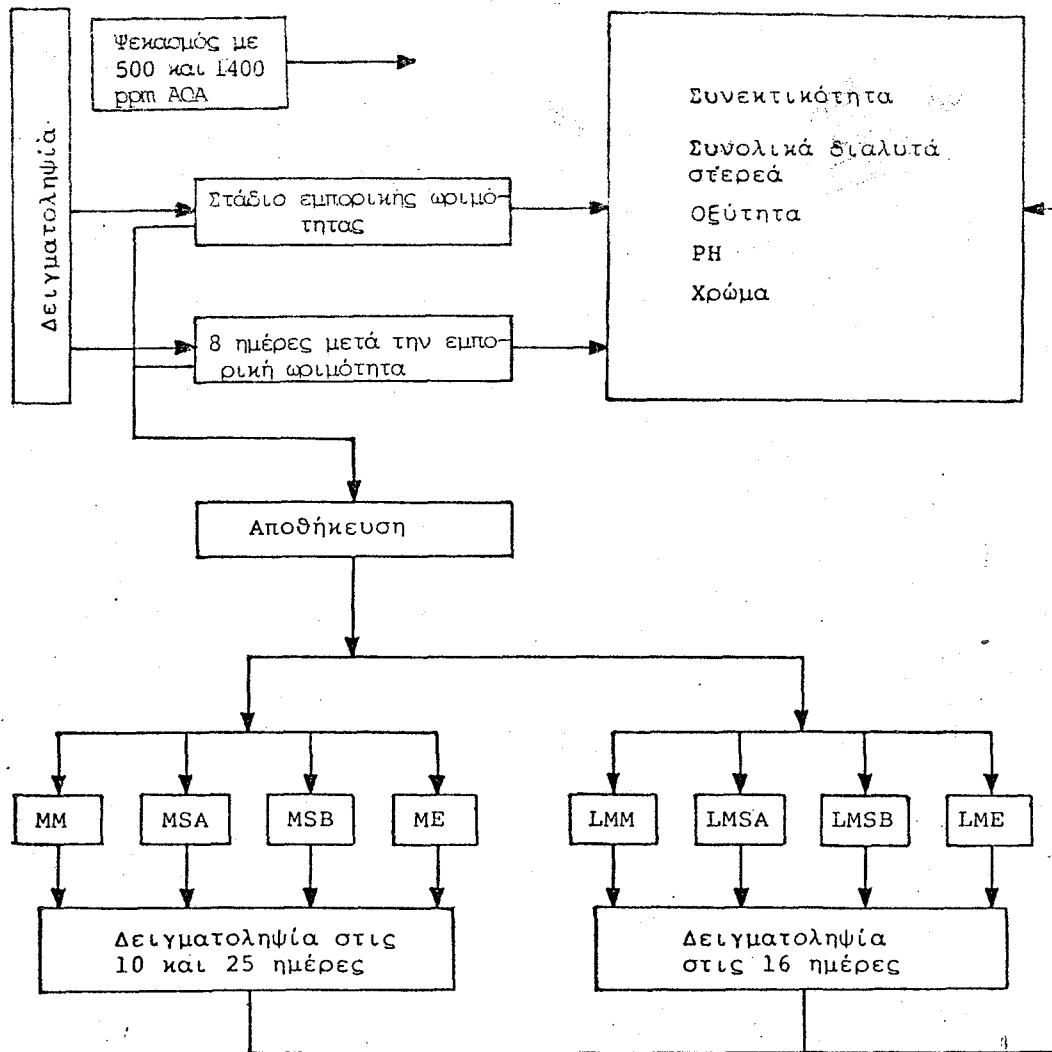 Ψεκασμός με
500 και 1400
ppm AOA
Δειγματοληψία
Συνεκτικότητα
Συνολικά διαλυτά
στερεά
Οξύτητα
PH
Χρώμα
Στάδιο εμπορικής ωριμό-
τητας
8 ημέρες μετά την εμπο-
ρική ωριμότητα
Αποθήκευση
MM
MSA
MSB
ME
LMM
LMSA
LMSB
LME
Δειγματοληψία στις
10 και 25 ημέρες
Δειγματοληψία
στις 16 ημέρες